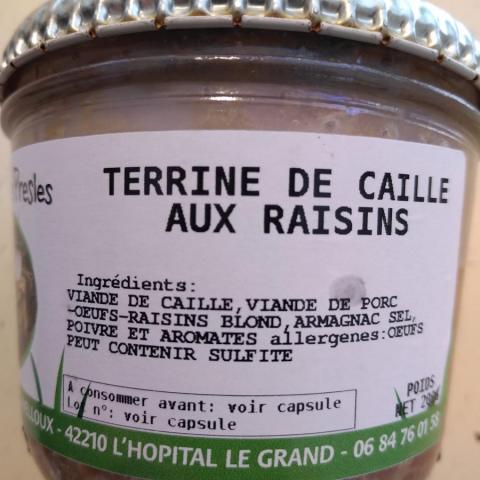 Presles
TERRINE DE CAILLE
AUX RAISINS
Ingrédients:
VIANDE DE CAILLE,VIANDE DE PORC
-OEUFS-RAISINS BLOND,ARMAGNAC SEL,
POIVRE ET AROMATES allergenes:OEUFS
PEUT CONTENIR SULFITE
A consommer avant: voir capsule
Lot n°: voir capsule
POIDS
NET
- 42210 L'HOPITAL LE GRAND - 06 84 76 01 58